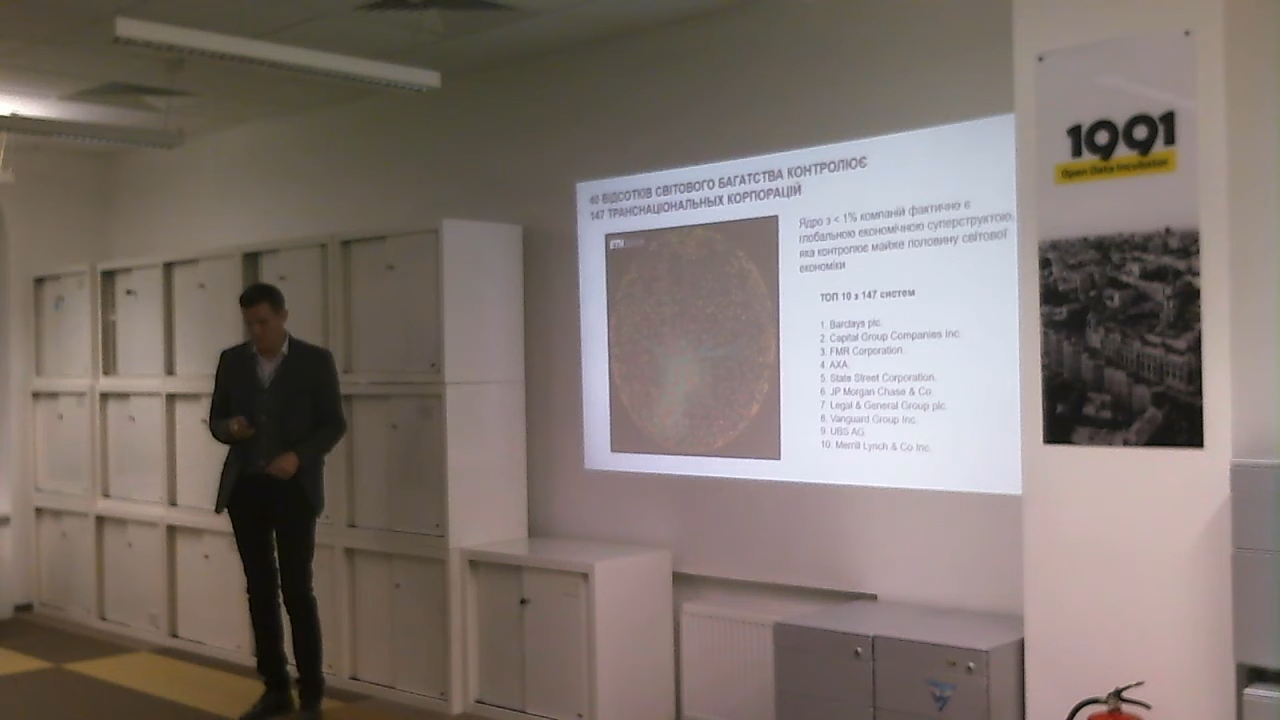 40 ВІДСОТКІВ СВІТОВОГО БАГАТСТВА КОНТРОЛЮЄ
147 ТРАНСНАЦІОНАЛЬНЫХ КОРПОРАЦІЙ
Ядро з < 1% компаній фактично є
глобальною економічною суперструктурою,
яка контролює майже половину світової
економіки
ТОП 10 з 147 систем
1. Barclays plc.
2. Capital Group Companies Inc.
3. FMR Corporation.
4. AXA.
5. State Street Corporation.
6. JP Morgan Chase & Co.
7. Legal & General Group plc.
8. Vanguard Group Inc.
9. UBS AG.
10. Merrill Lynch & Co Inc.
1991
Open Data Incubator